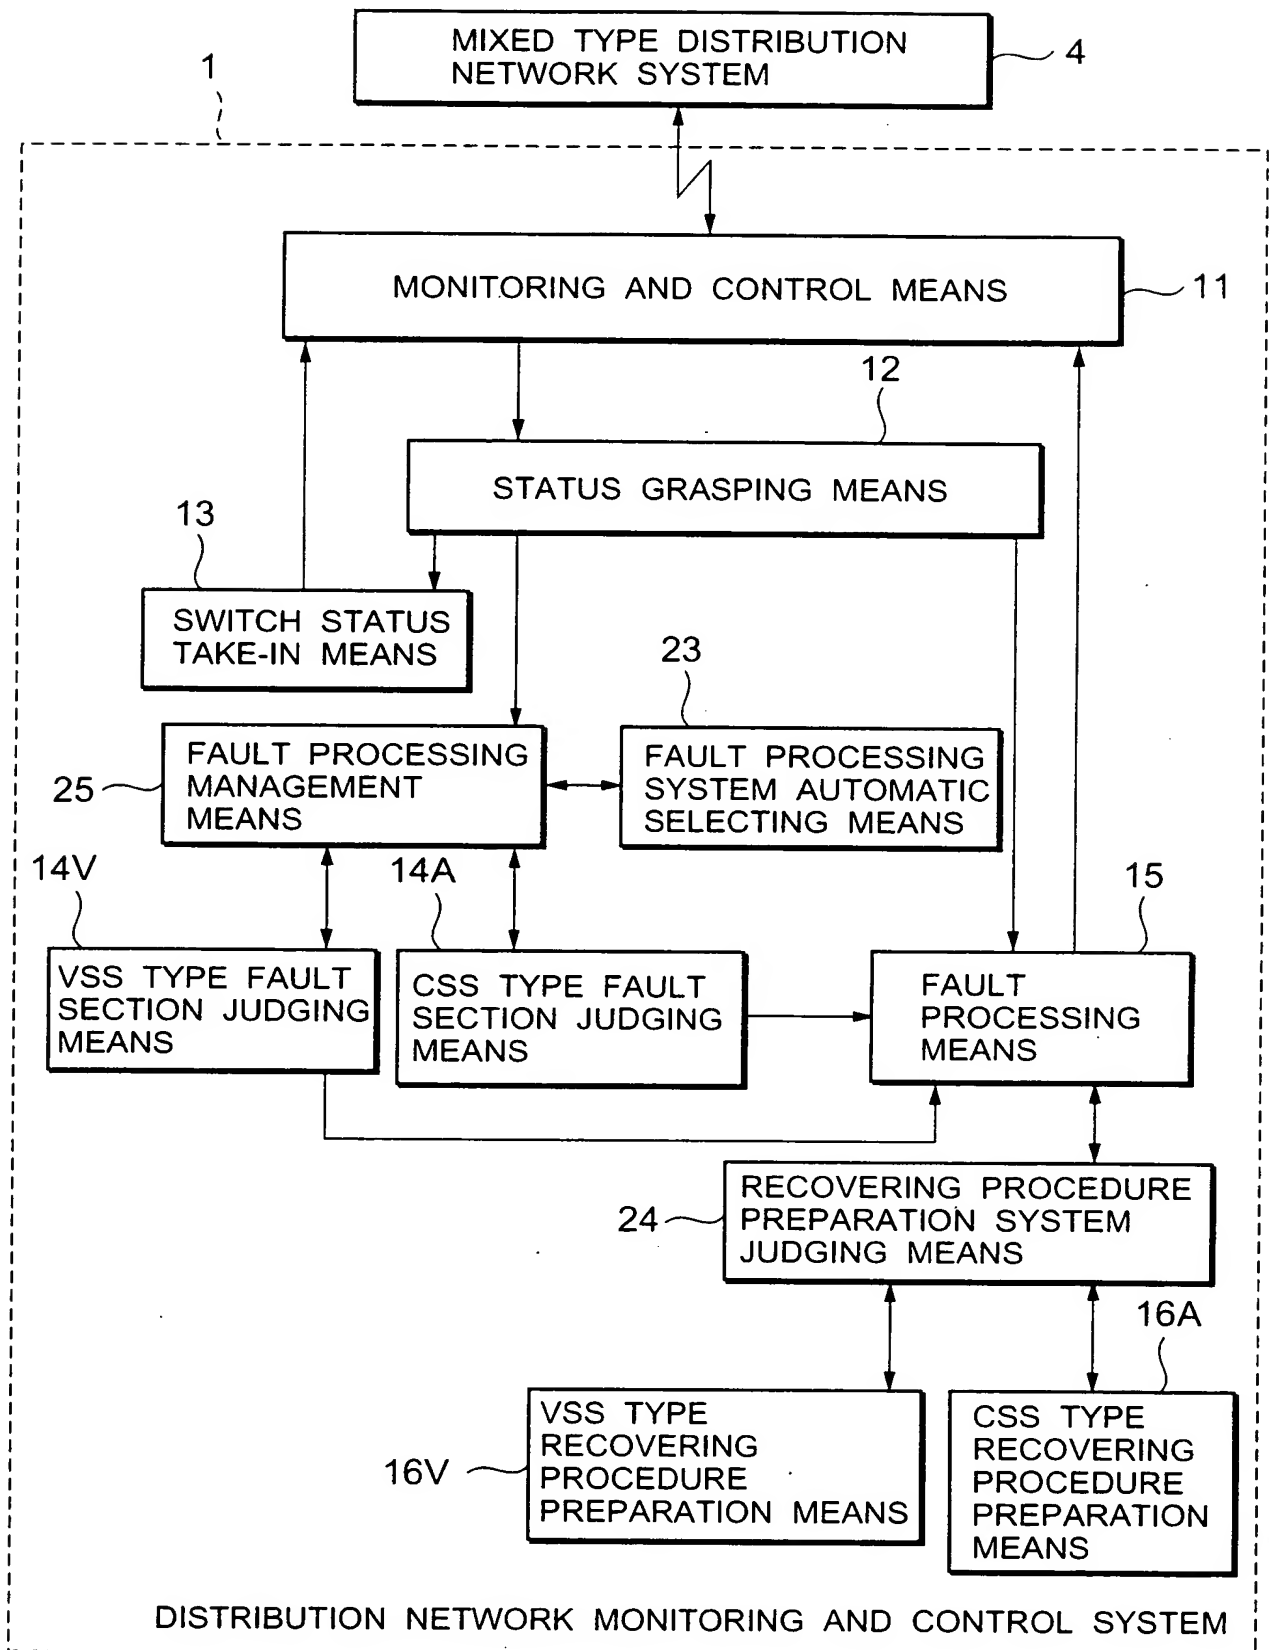 MIXED TYPE DISTRIBUTION
NETWORK SYSTEM
4
1
MONITORING AND CONTROL MEANS
11
12
STATUS GRASPING MEANS
13
SWITCH STATUS
TAKE-IN MEANS
23
FAULT PROCESSING
MANAGEMENT
MEANS
25
FAULT PROCESSING
SYSTEM AUTOMATIC
SELECTING MEANS
14V
14A
15
VSS TYPE FAULT
SECTION JUDGING
MEANS
CSS TYPE FAULT
SECTION JUDGING
MEANS
FAULT
PROCESSING
MEANS
24
RECOVERING PROCEDURE
PREPARATION SYSTEM
JUDGING MEANS
16A
16V
VSS TYPE
RECOVERING
PROCEDURE
PREPARATION MEANS
CSS TYPE
RECOVERING
PROCEDURE
PREPARATION
MEANS
DISTRIBUTION NETWORK MONITORING AND CONTROL SYSTEM